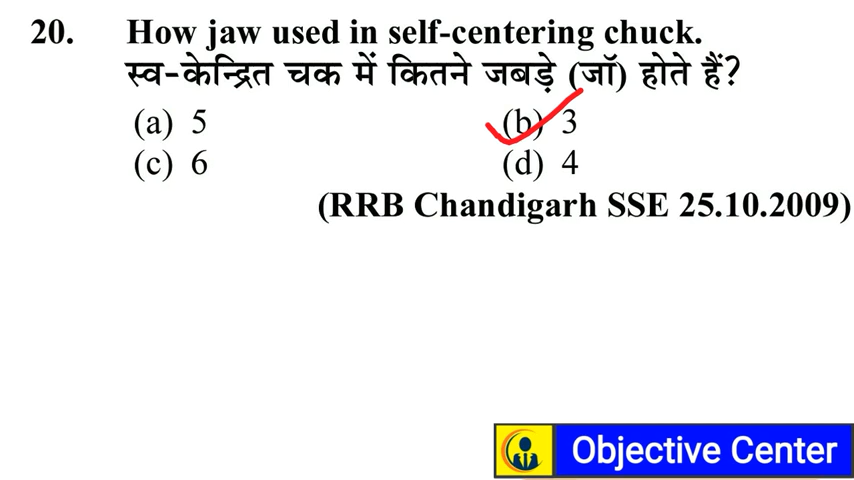 20. How jaw used in self-centering chuck.
स्व-केन्द्रित चक में कितने जबड़े (जॉ) होते हैं?
(a) 5 (b) 3
(c) 6 (d) 4
(RRB Chandigarh SSE 25.10.2009)
Objective Center